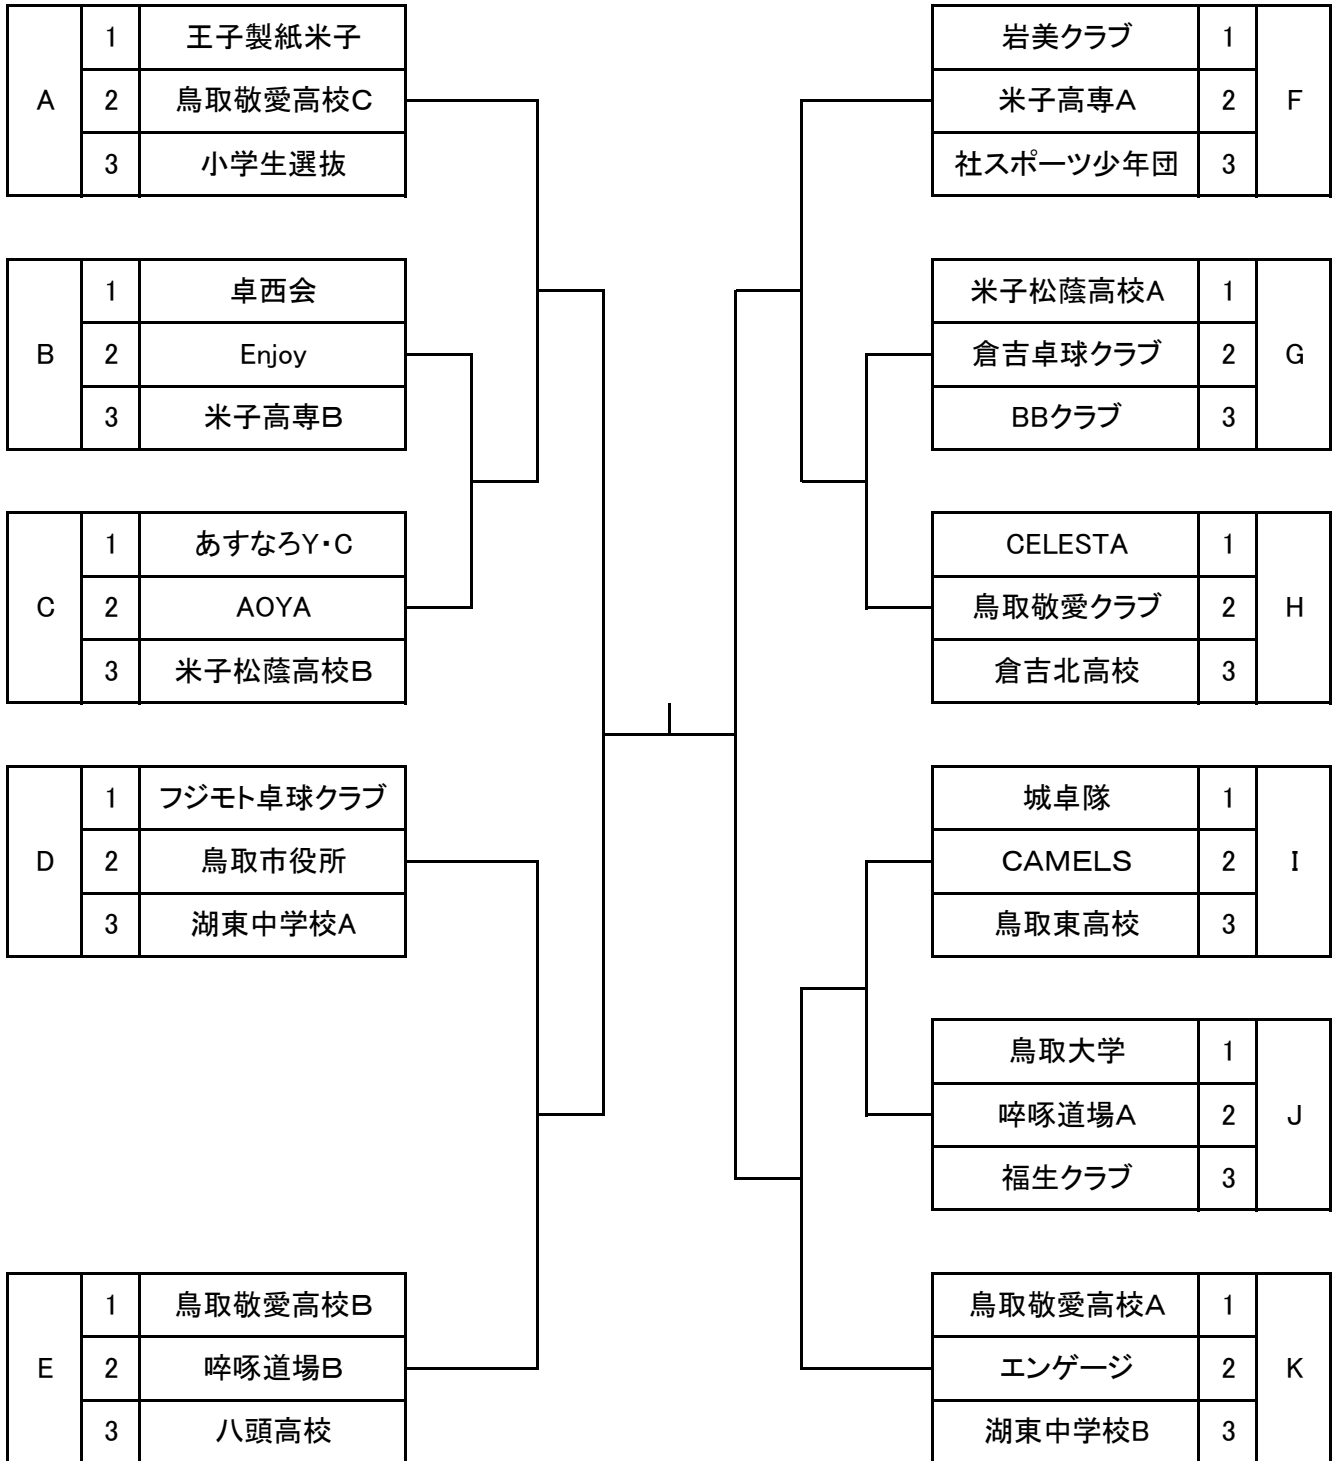 A
1 王子製紙米子
2 鳥取敬愛高校C
3 小学生選抜
B
1 卓西会
2 Enjoy
3 米子高専B
C
1 あすなろY・C
2 AOYA
3 米子松蔭高校B
D
1 フジモト卓球クラブ
2 鳥取市役所
3 湖東中学校A
E
1 鳥取敬愛高校B
2 啐啄道場B
3 八頭高校
岩美クラブ 1
米子高専A 2
社スポーツ少年団 3
F
米子松蔭高校A 1
倉吉卓球クラブ 2
BBクラブ 3
G
CELESTA 1
鳥取敬愛クラブ 2
倉吉北高校 3
H
城卓隊 1
CAMELS 2
鳥取東高校 3
I
鳥取大学 1
啐啄道場A 2
福生クラブ 3
J
鳥取敬愛高校A 1
エンゲージ 2
湖東中学校B 3
K